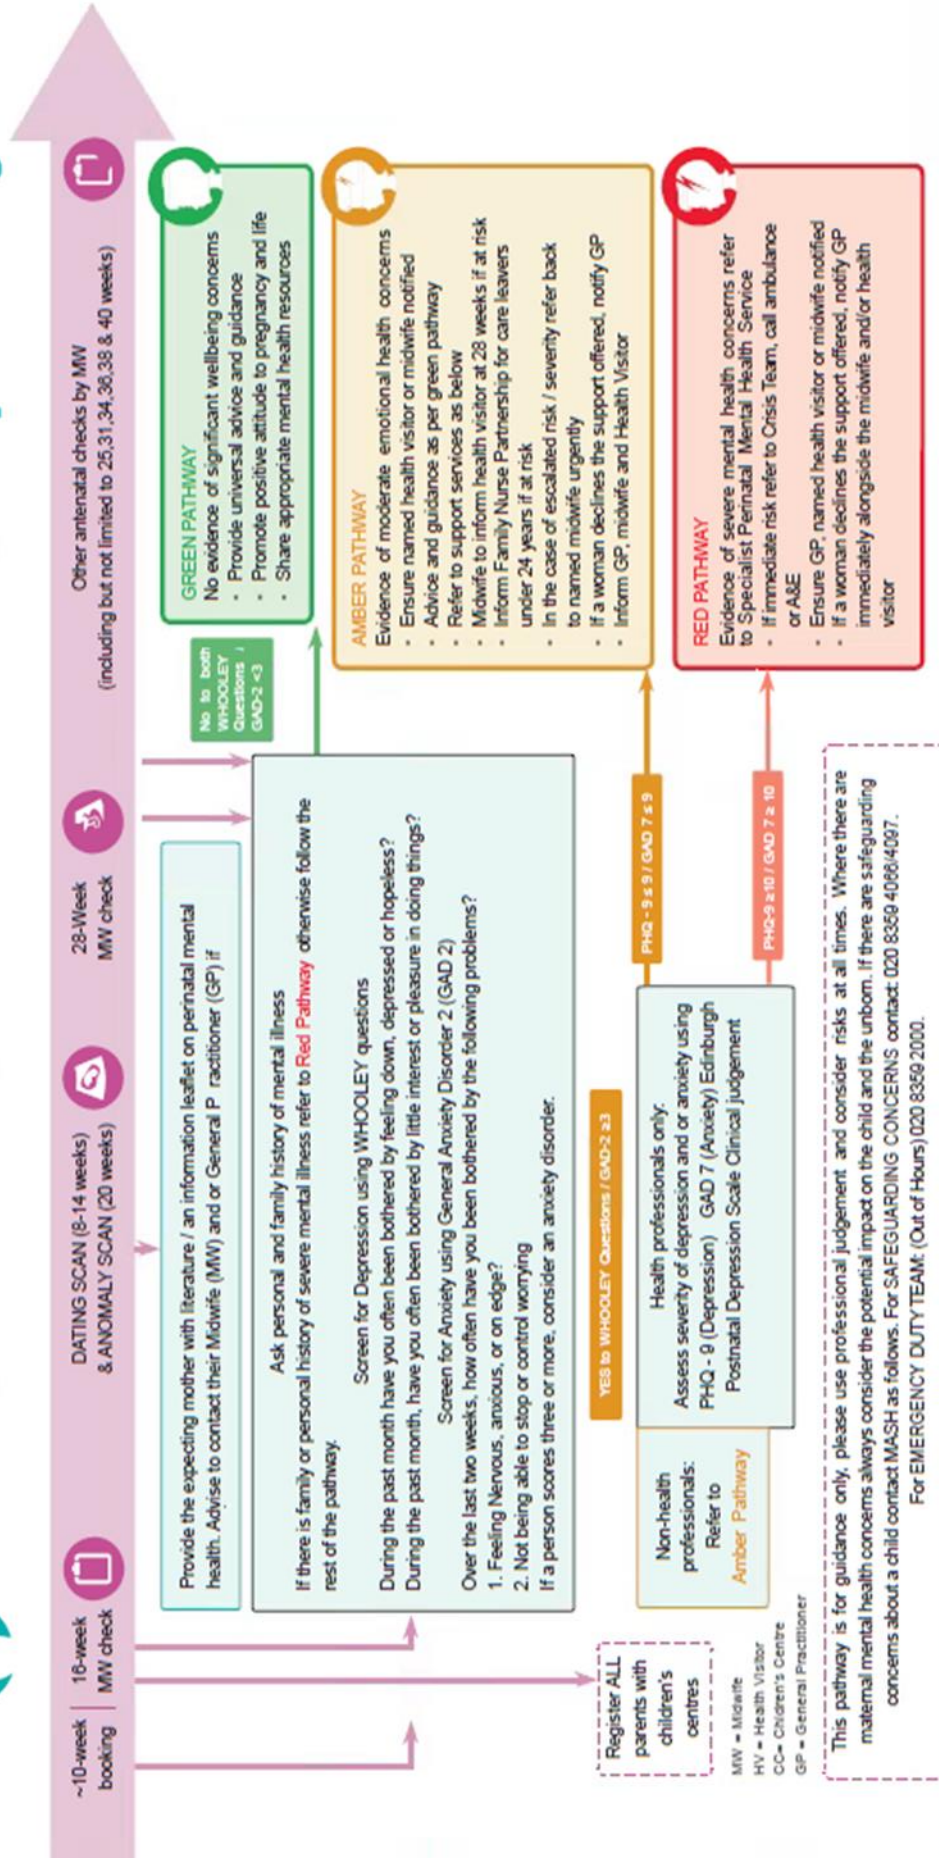 ~10-week
booking
16-week
MW check
DATING SCAN (8-14 weeks)
& ANOMALY SCAN (20 weeks)
28-Week
MW check
Other antenatal checks by MW
(including but not limited to 25,31,34,36,38 & 40 weeks)
Provide the expecting mother with literature / an information leaflet on perinatal mental
health. Advise to contact their Midwife (MW) and or General P ractitioner (GP) if
Ask personal and family history of mental illness
If there is family or personal history of severe mental illness refer to Red Pathway otherwise follow the
rest of the pathway.
Screen for Depression using WHOOLEY questions
During the past month have you often been bothered by feeling down, depressed or hopeless?
During the past month, have you often been bothered by little interest or pleasure in doing things?
Screen for Anxiety using General Anxiety Disorder 2 (GAD 2)
Over the last two weeks, how often have you been bothered by the following problems?
1. Feeling Nervous, anxious, or on edge?
2. Not being able to stop or control worrying
If a person scores three or more, consider an anxiety disorder.
No to both
WHOOLEY
Questions /
GAD-2 <3
GREEN PATHWAY
No evidence of significant wellbeing concerns
• Provide universal advice and guidance
• Promote positive attitude to pregnancy and life
• Share appropriate mental health resources
AMBER PATHWAY
Evidence of moderate emotional health concerns
• Ensure named health visitor or midwife notified
• Advice and guidance as per green pathway
• Refer to support services as below
• Midwife to inform health visitor at 28 weeks if at risk
• Inform Family Nurse Partnership for care leavers
under 24 years if at risk
• In the case of escalated risk / severity refer back
to named midwife urgently
• If a woman declines the support offered, notify GP
• Inform GP, midwife and Health Visitor
RED PATHWAY
Evidence of severe mental health concerns refer
to Specialist Perinatal Mental Health Service
• If immediate risk refer to Crisis Team, call ambulance
or A&E
• Ensure GP, named health visitor or midwife notified
• If a woman declines the support offered, notify GP
immediately alongside the midwife and/or health
visitor
YES to WHOOLEY Questions / GAD-2 ≥3
Non-health
professionals:
Refer to
Amber Pathway
Health professionals only:
Assess severity of depression and or anxiety using
PHQ - 9 (Depression) GAD 7 (Anxiety) Edinburgh
Postnatal Depression Scale Clinical judgement
PHQ - 9 ≤ 9 / GAD 7 ≤ 9
PHQ-9 ≥10 / GAD 7 ≥ 10
Register ALL
parents with
children's
centres
MW = Midwife
HV = Health Visitor
CC= Children's Centre
GP = General Practitioner
This pathway is for guidance only, please use professional judgement and consider risks at all times. Where there are
maternal mental health concerns always consider the potential impact on the child and the unborn. If there are safeguarding
concerns about a child contact MASH as follows. For SAFEGUARDING CONCERNS contact: 020 8359 4066/4097.
For EMERGENCY DUTY TEAM: (Out of Hours) 020 8359 2000.